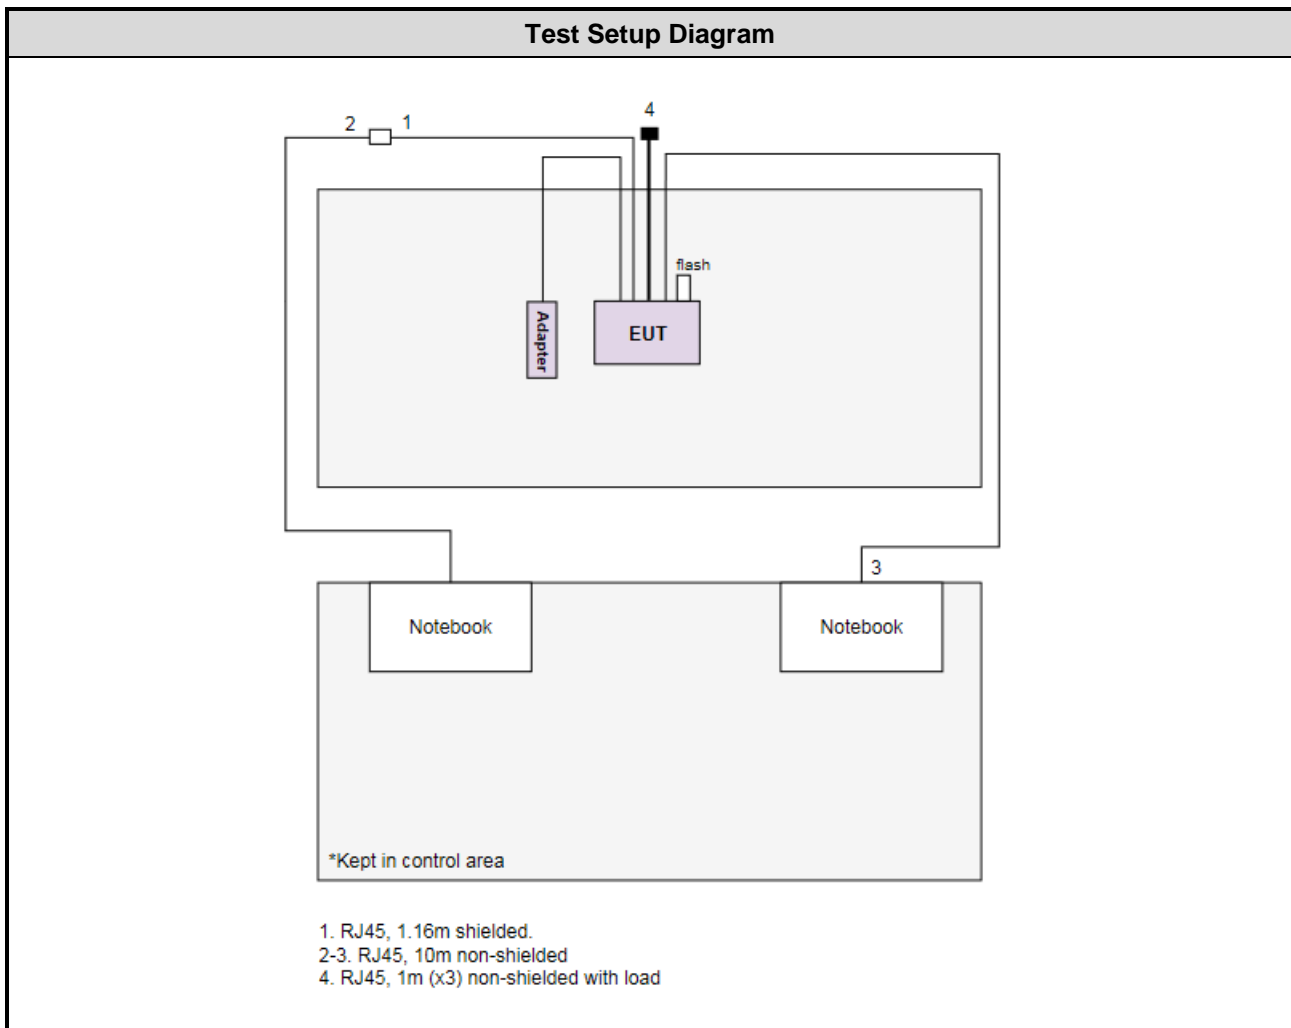 Test Setup Diagram
4
2
1
flash
Adapter
EUT
3
Notebook
Notebook
*Kept in control area
1. RJ45, 1.16m shielded.
2-3. RJ45, 10m non-shielded
4. RJ45, 1m (x3) non-shielded with load